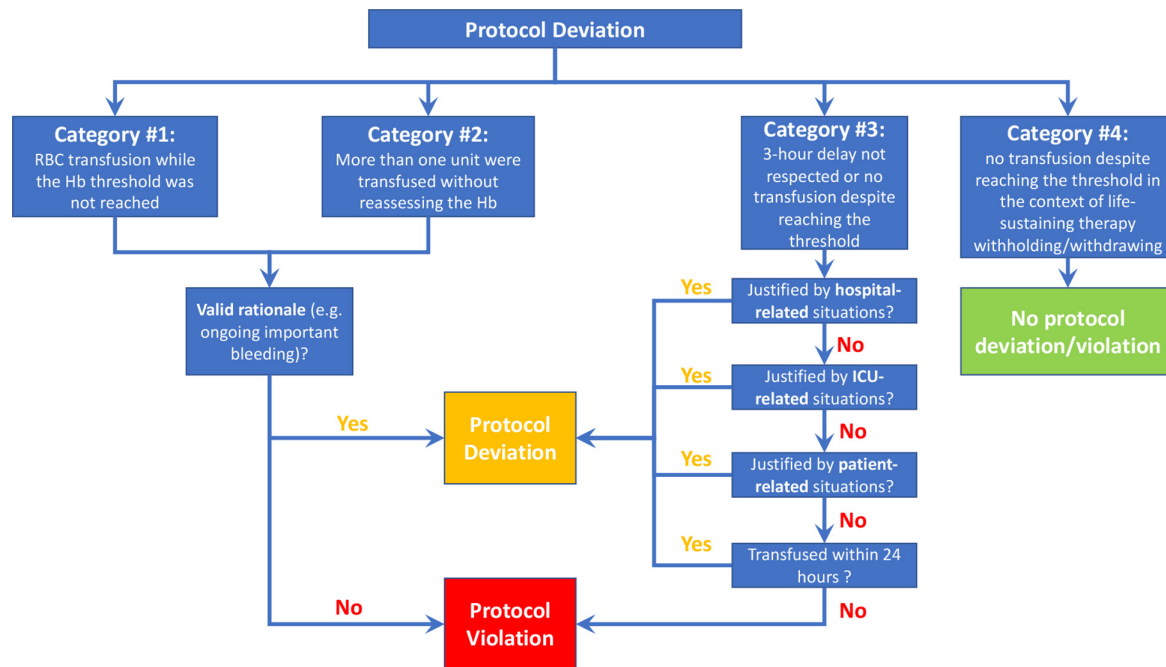 Protocol Deviation
Category #1:
RBC transfusion while
the Hb threshold was
not reached
Category #2:
More than one unit were
transfused without
reassessing the Hb
Category #3:
3-hour delay not
respected or no
transfusion despite
reaching the
threshold
Category #4:
no transfusion despite
reaching the threshold in
the context of life-
sustaining therapy
withholding/withdrawing
Valid rationale (e.g.
ongoing important
bleeding)?
Yes
Justified by hospital-
related situations?
No protocol
deviation/violation
No
Yes
Justified by ICU-
related situations?
No
Yes
Protocol
Deviation
Yes
Justified by patient-
related situations?
No
Yes
Transfused within 24
hours ?
No
Protocol
Violation
No